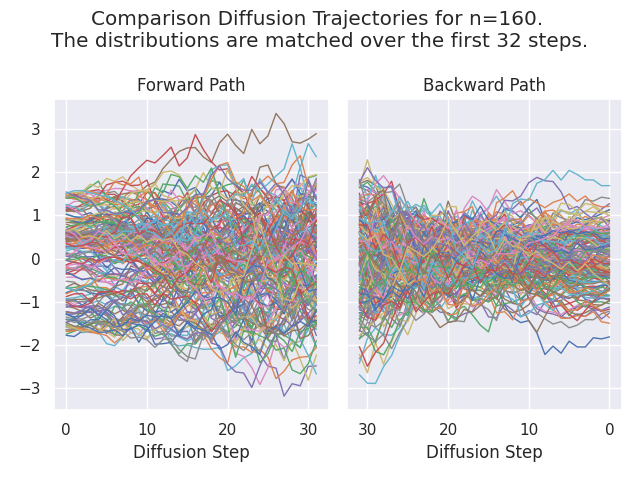 Comparison Diffusion Trajectories for n=160.
The distributions are matched over the first 32 steps.
Forward Path
Backward Path
3
2
1
0
−1
−2
−3
0 10 20 30
30 20 10 0
Diffusion Step
Diffusion Step